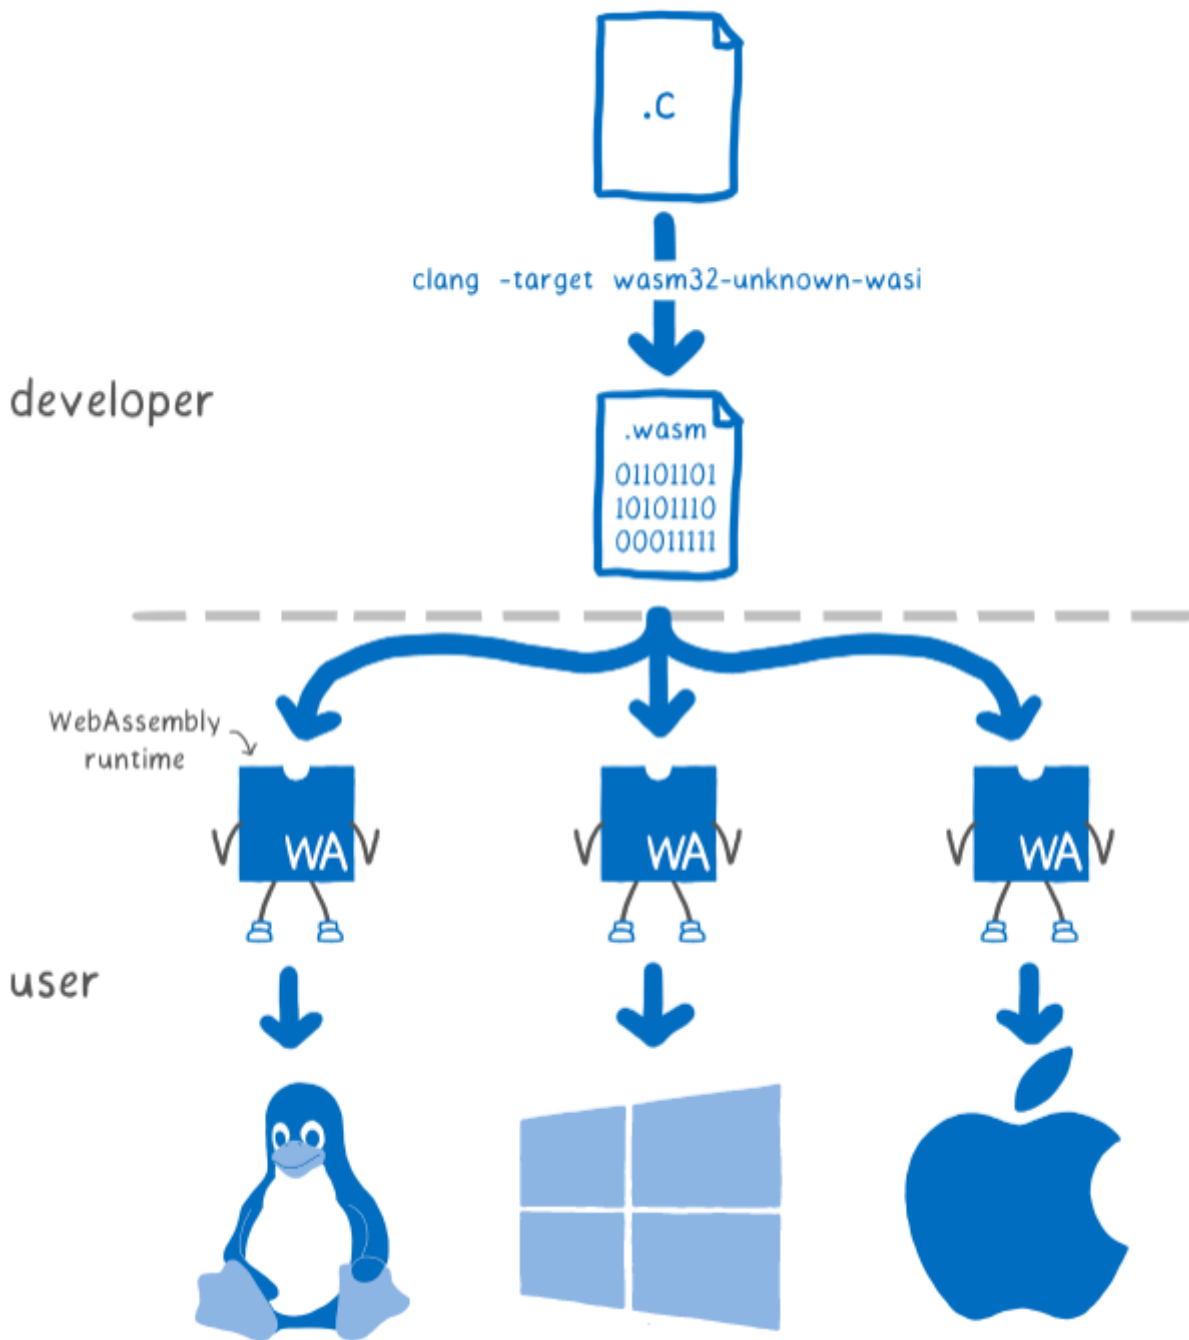 .c
clang -target wasm32-unknown-wasi
developer
.wasm
01101101
10101110
00011111
WebAssembly
runtime
WA
WA
WA
user